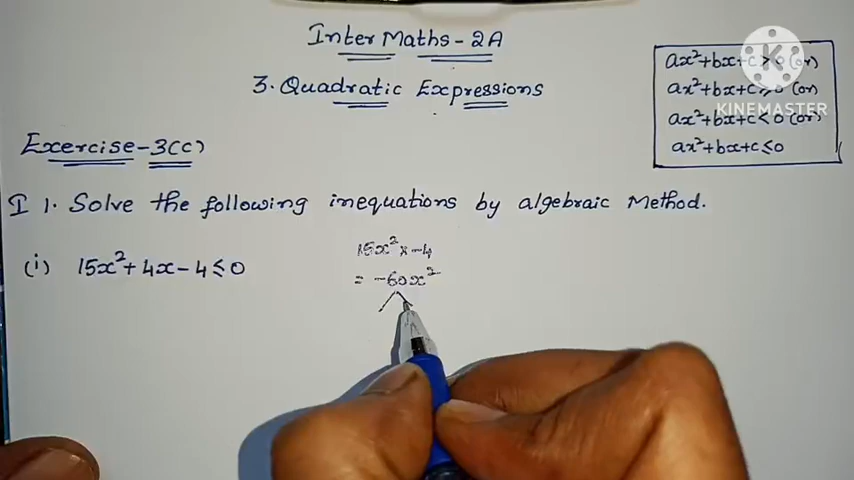 Inter Maths-2A
3. Quadratic Expressions
ax²+bx+c>0 (or)
ax²+bx+c≥0 (or)
ax²+bx+c<0 (or)
ax²+bx+c≤0
KINEMASTER
Exercise-3(c)
I 1. Solve the following inequations by algebraic Method.
(i) 15x²+4x-4≤0
15x²x-4
= -60x²